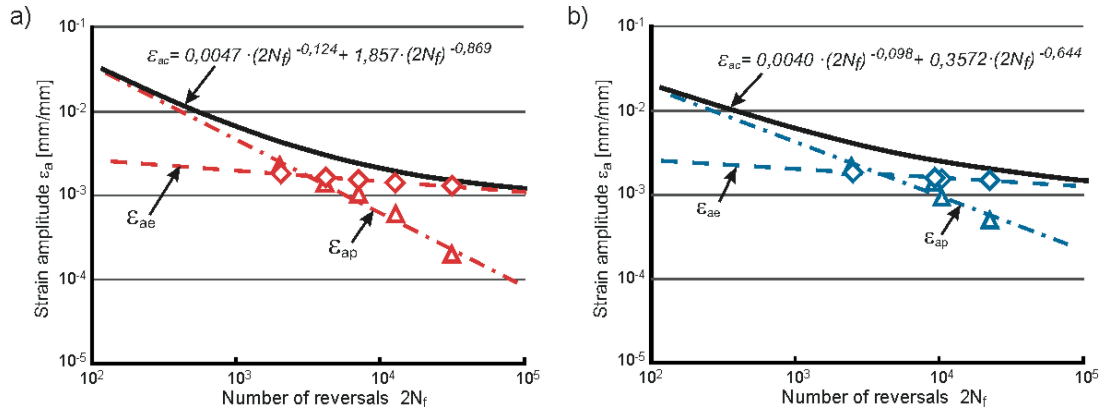 a)
Strain amplitude εa [mm/mm]
10-1
10-2
10-3
10-4
10-5
εac= 0,0047 ·(2Nf) -0,124+ 1,857·(2Nf)-0,869
εae
εap
102
103
104
105
Number of reversals 2Nf
b)
Strain amplitude εa [mm/mm]
10-1
10-2
10-3
10-4
10-5
εac= 0,0040 ·(2Nf)-0,098+ 0,3572·(2Nf)-0,644
εae
εap
102
103
104
105
Number of reversals 2Nf